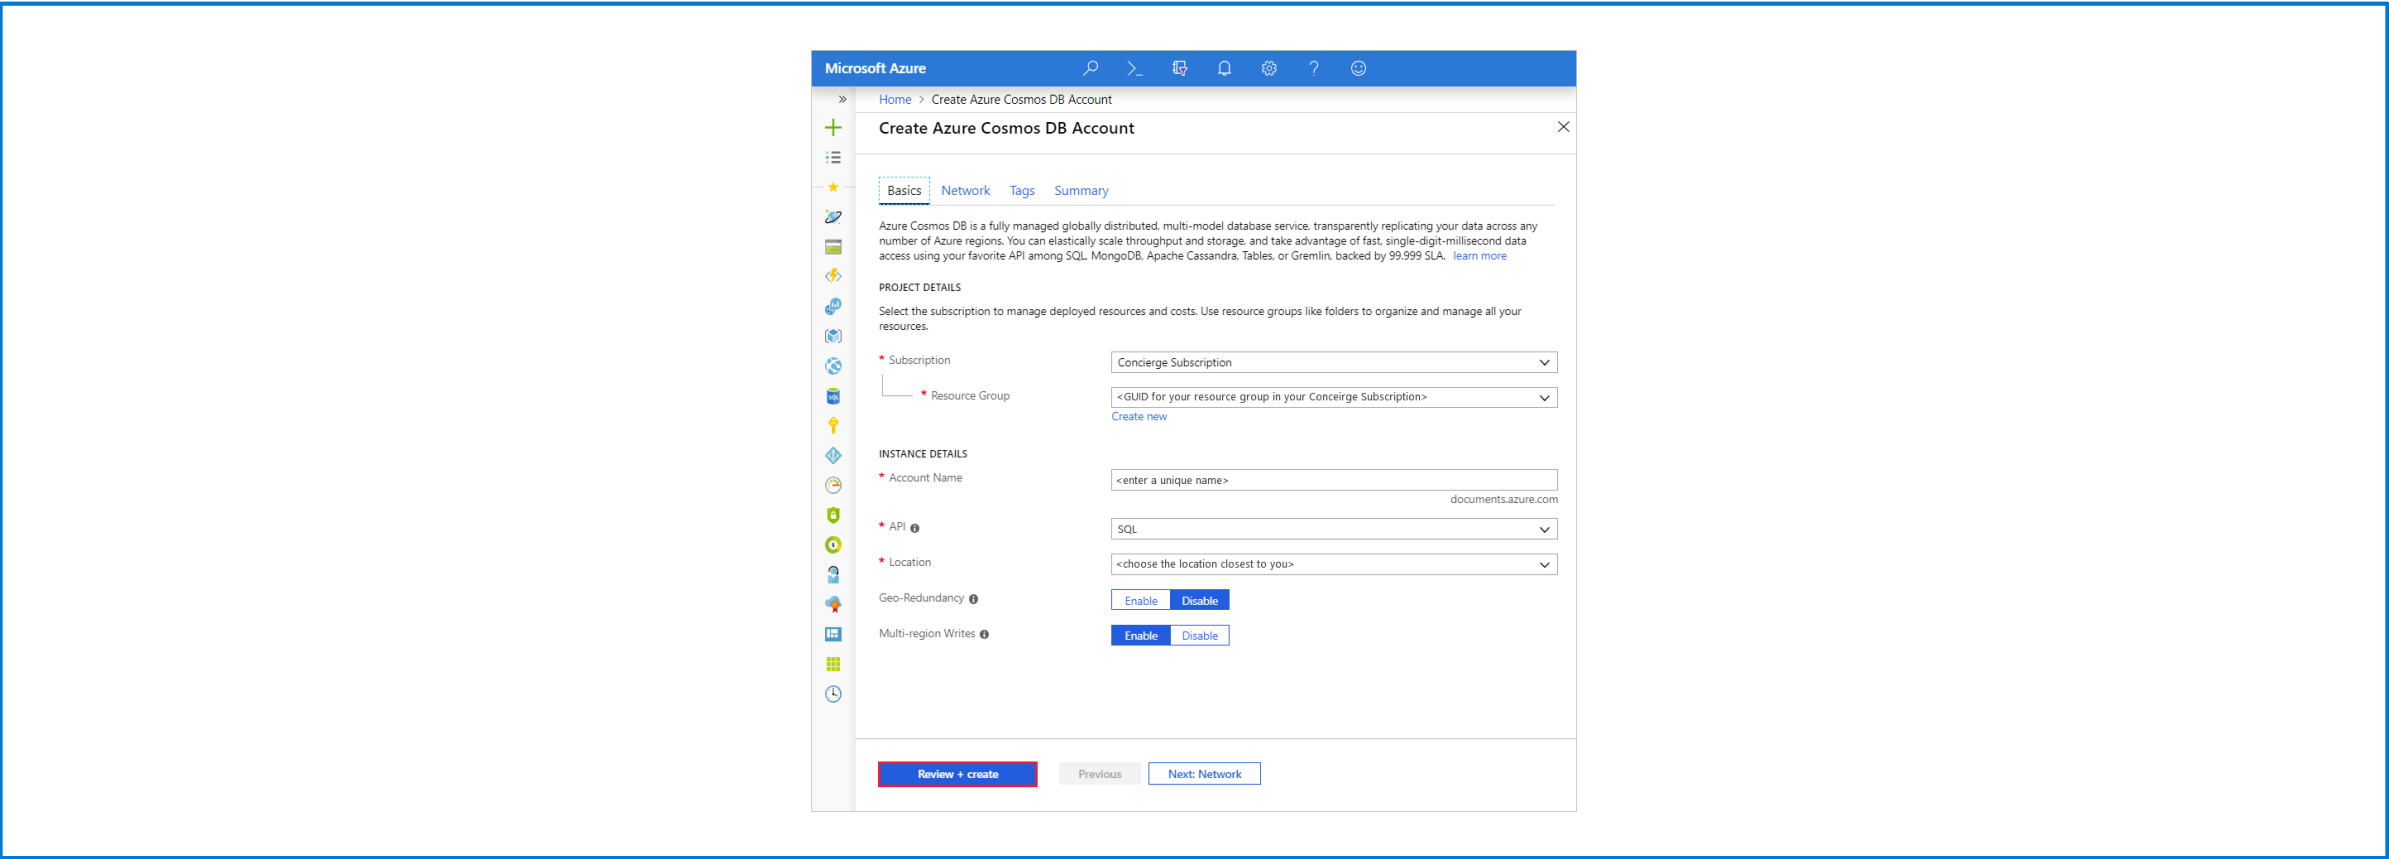 Microsoft Azure
Home > Create Azure Cosmos DB Account
Create Azure Cosmos DB Account
Basics Network Tags Summary
Azure Cosmos DB is a fully managed globally distributed, multi-model database service, transparently replicating your data across any
number of Azure regions. You can elastically scale throughput and storage, and take advantage of fast, single-digit-millisecond data
access using your favorite API among SQL, MongoDB, Apache Cassandra, Tables, or Gremlin, backed by 99.999 SLA. learn more
PROJECT DETAILS
Select the subscription to manage deployed resources and costs. Use resource groups like folders to organize and manage all your
resources.
* Subscription
Concierge Subscription
* Resource Group
<GUID for your resource group in your Conceirge Subscription>
Create new
INSTANCE DETAILS
* Account Name
<enter a unique name>
documents.azure.com
* API
SQL
* Location
<choose the location closest to you>
Geo-Redundancy
Enable Disable
Multi-region Writes
Enable Disable
Review + create Previous Next: Network